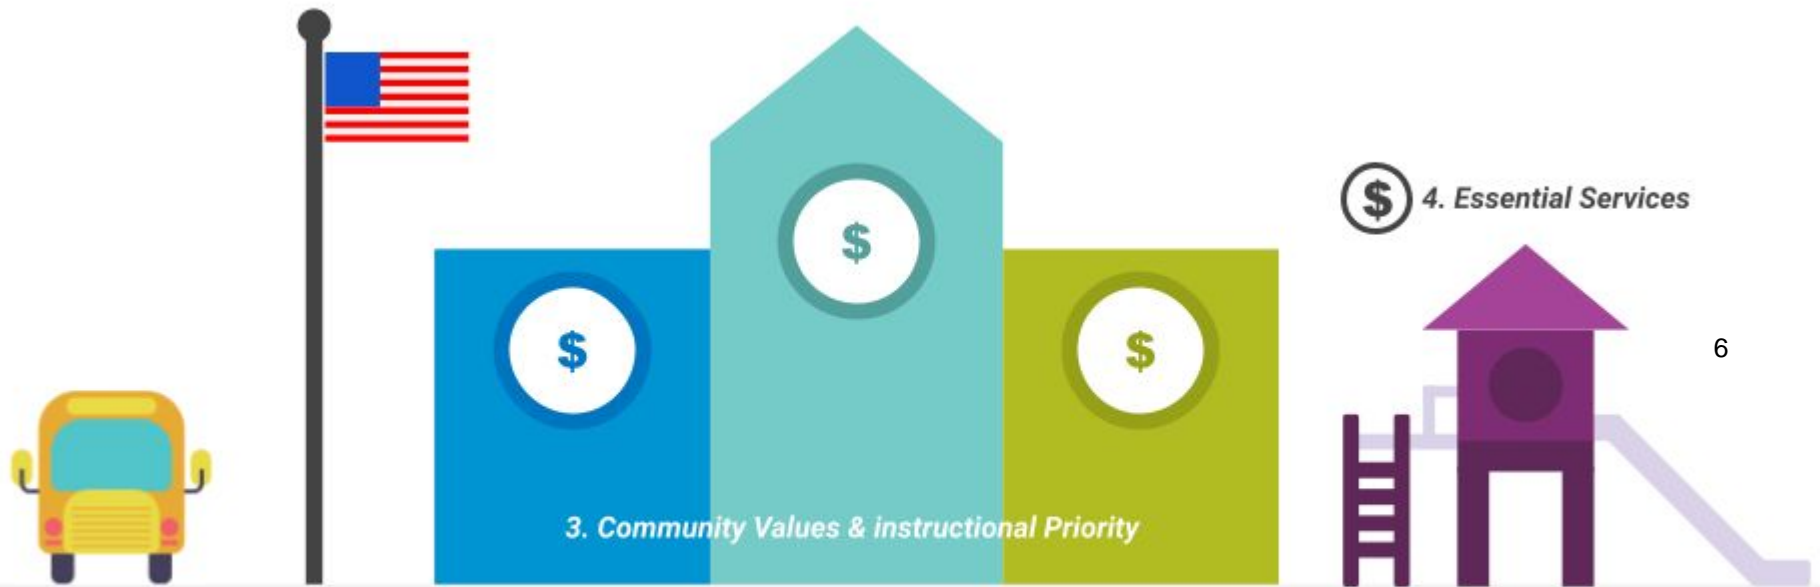 $
$ 4. Essential Services
$
$
6
3. Community Values & instructional Priority